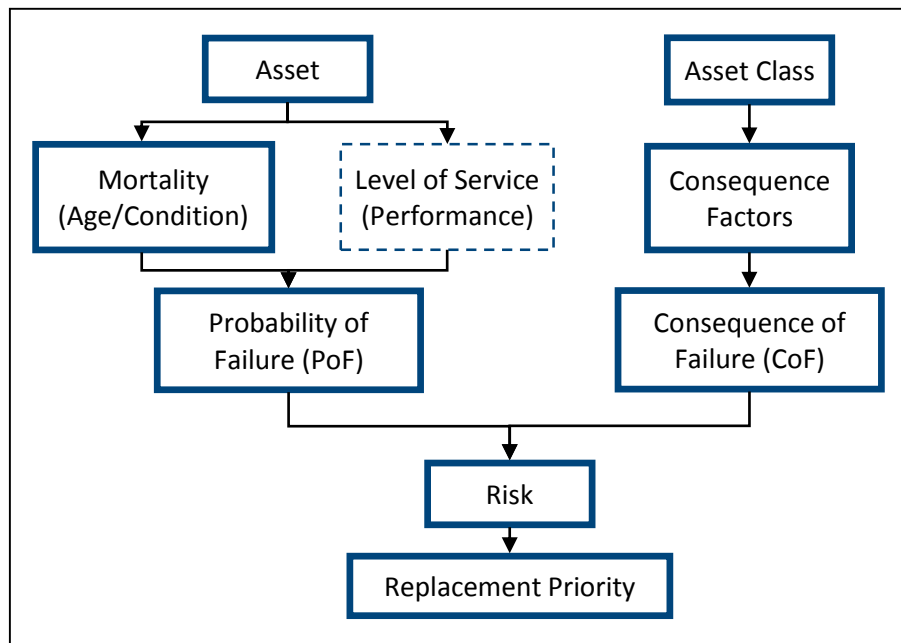 Asset
Asset Class
Mortality
(Age/Condition)
Level of Service
(Performance)
Consequence
Factors
Probability of
Failure (PoF)
Consequence of
Failure (CoF)
Risk
Replacement Priority